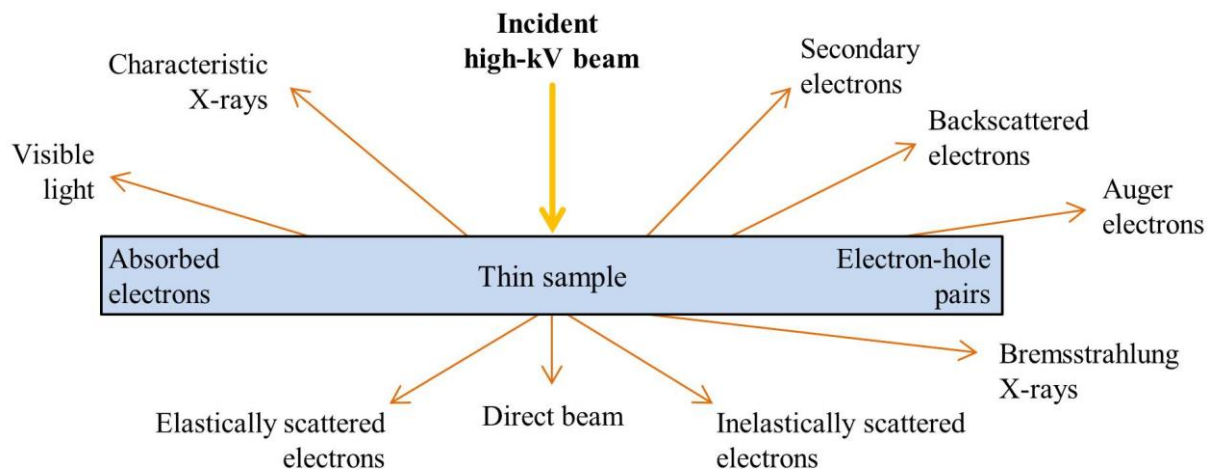 Incident
high-kV beam
Characteristic
X-rays
Secondary
electrons
Visible
light
Backscattered
electrons
Auger
electrons
Absorbed
electrons
Thin sample
Electron-hole
pairs
Bremsstrahlung
X-rays
Elastically scattered
electrons
Direct beam
Inelastically scattered
electrons